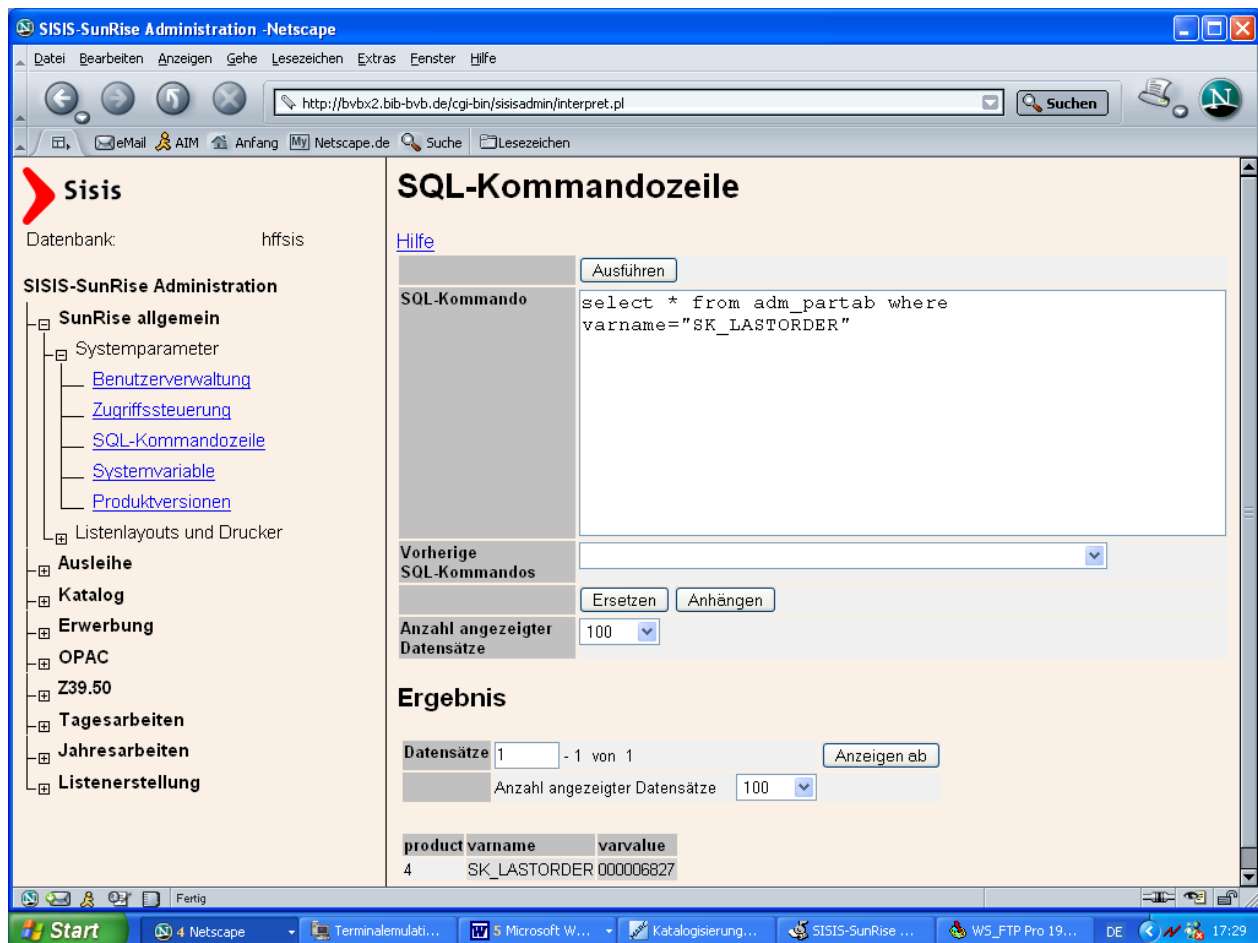 SISIS-SunRise Administration -Netscape
Datei Bearbeiten Anzeigen Gehe Lesezeichen Extras Fenster Hilfe
http://bvbx2.bib-bvb.de/cgi-bin/sisisadmin/interpret.pl
Suchen
N
eMail AIM Anfang My Netscape.de Suche Lesezeichen
Sisis
Datenbank: hffsis
SISIS-SunRise Administration
SunRise allgemein
Systemparameter
Benutzerverwaltung
Zugriffssteuerung
SQL-Kommandozeile
Systemvariable
Produktversionen
Listenlayouts und Drucker
Ausleihe
Katalog
Erwerbung
OPAC
Z39.50
Tagesarbeiten
Jahresarbeiten
Listenerstellung
SQL-Kommandozeile
Hilfe
Ausführen
SQL-Kommando
select * from adm_partab where
varname="SK_LASTORDER"
Vorherige
SQL-Kommandos
Ersetzen Anhängen
Anzahl angezeigter
Datensätze
100
Ergebnis
Datensätze 1 - 1 von 1 Anzeigen ab
Anzahl angezeigter Datensätze 100
product varname varvalue
4 SK_LASTORDER 000006827
Fertig
Start 4 Netscape Terminalemulati... 5 Microsoft W... Katalogisierung... SISIS-SunRise ... WS_FTP Pro 19... DE 17:29